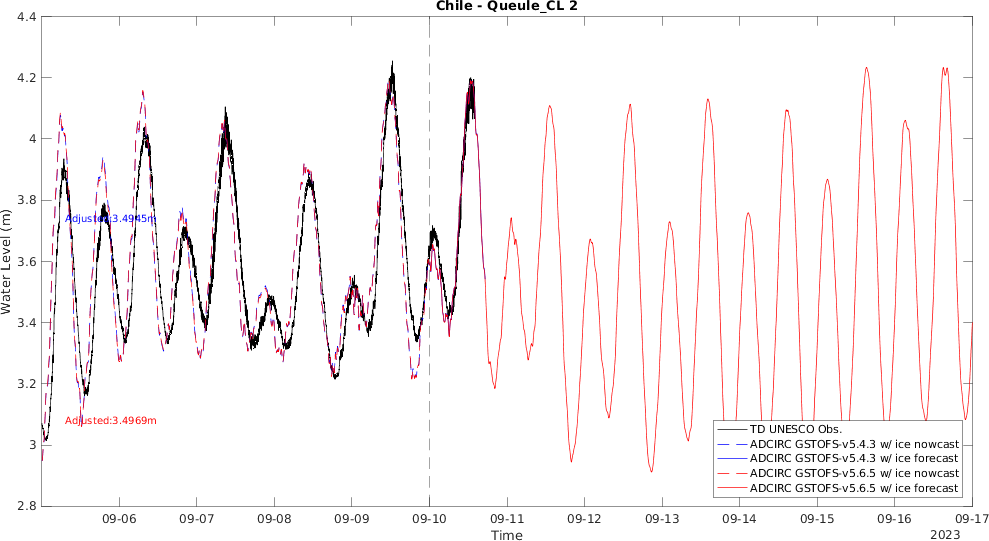 Chile - Queule_CL 2
Water Level (m)
4.4
4.2
4
3.8
3.6
3.4
3.2
3
2.8
Adjusted:3.4945m
Adjusted:3.4969m
TD UNESCO Obs.
ADCIRC GSTOFS-v5.4.3 w/ ice nowcast
ADCIRC GSTOFS-v5.4.3 w/ ice forecast
ADCIRC GSTOFS-v5.6.5 w/ ice nowcast
ADCIRC GSTOFS-v5.6.5 w/ ice forecast
09-06 09-07 09-08 09-09 09-10 09-11 09-12 09-13 09-14 09-15 09-16 09-17
Time
2023